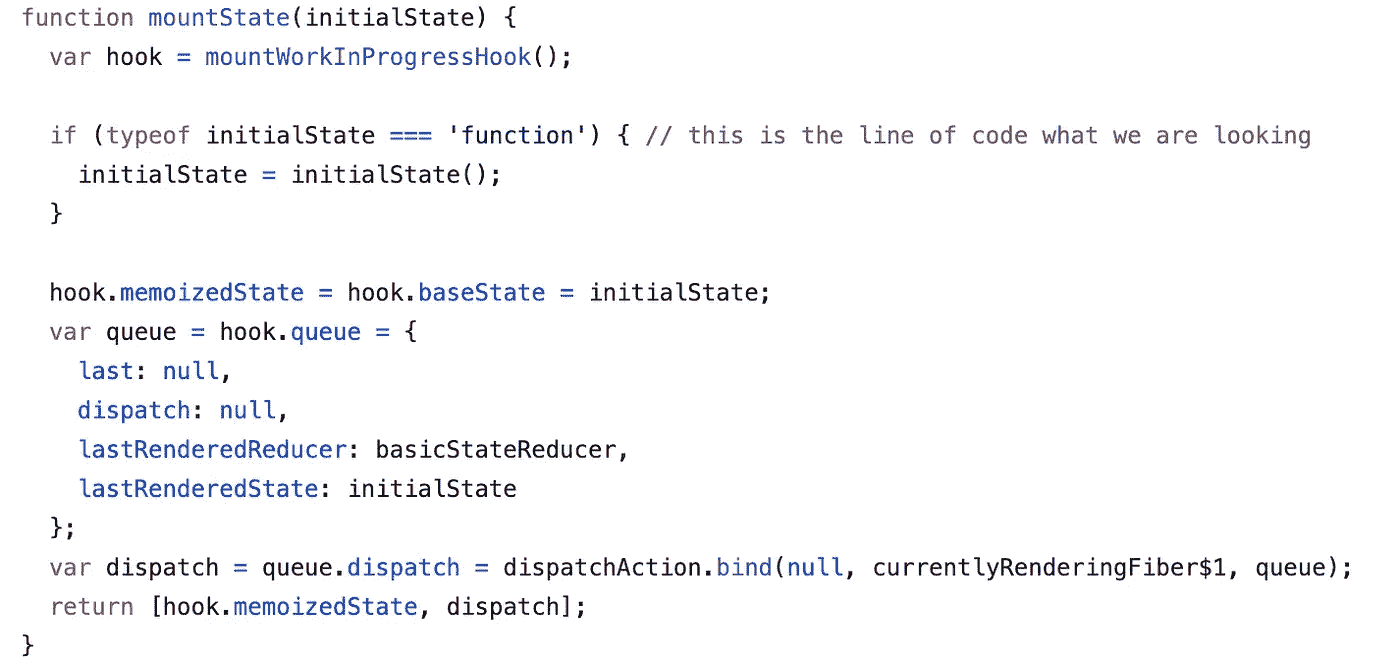 function mountState(initialState) {
  var hook = mountWorkInProgressHook();

  if (typeof initialState === 'function') { // this is the line of code what we are looking
    initialState = initialState();
  }

  hook.memoizedState = hook.baseState = initialState;
  var queue = hook.queue = {
    last: null,
    dispatch: null,
    lastRenderedReducer: basicStateReducer,
    lastRenderedState: initialState
  };
  var dispatch = queue.dispatch = dispatchAction.bind(null, currentlyRenderingFiber$1, queue);
  return [hook.memoizedState, dispatch];
}